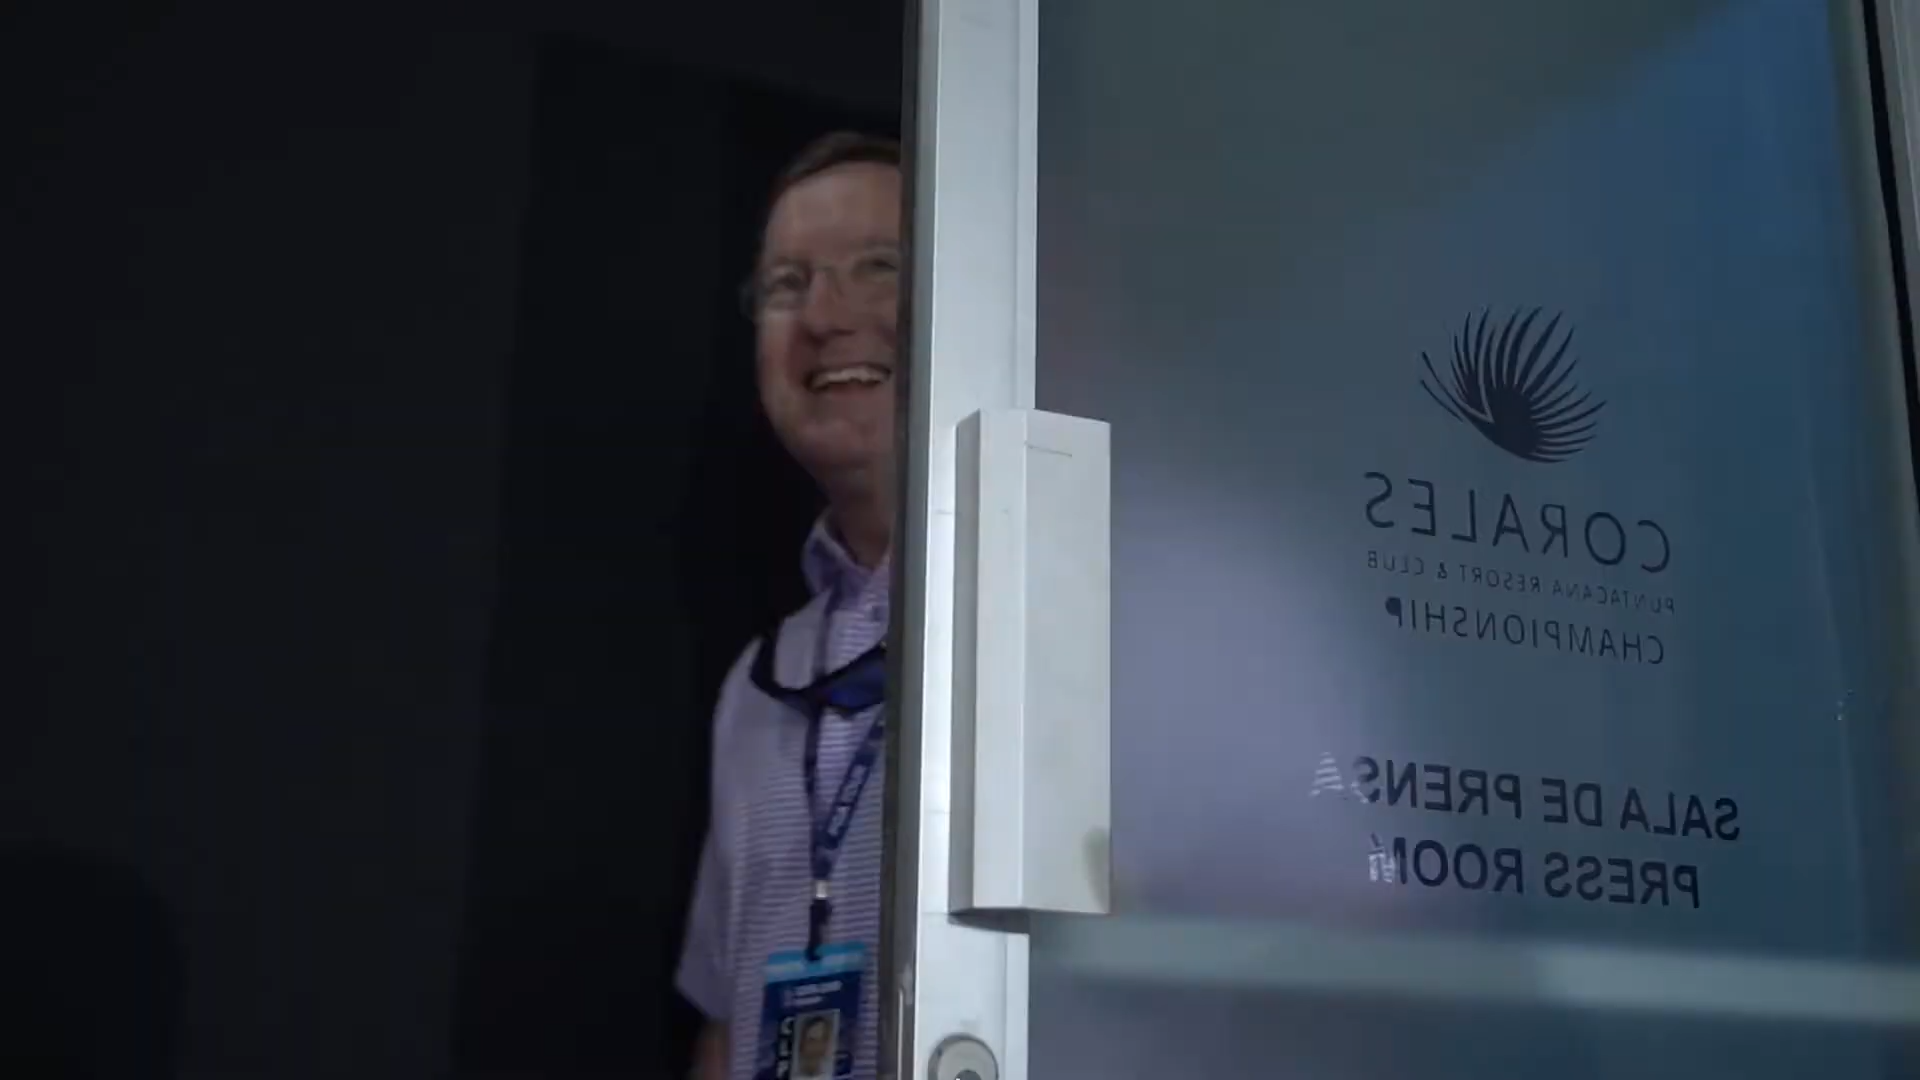 CORALES
PUNTACANA RESORT & CLUB
CHAMPIONSHIP
SALA DE PRENSA
PRESS ROOM